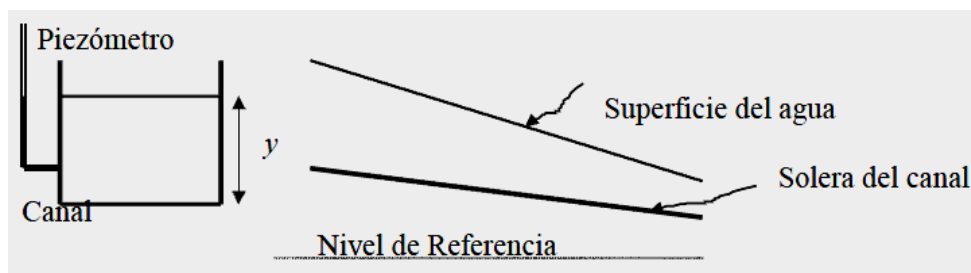 Piezómetro
y
Canal
Superficie del agua
Solera del canal
Nivel de Referencia